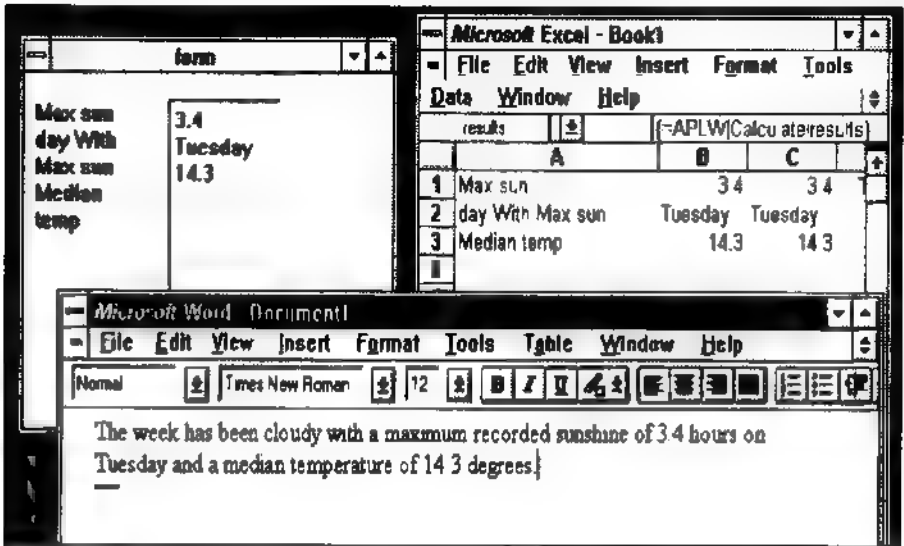 form
Max sun
day With
Max sun
Median
temp
3.4
Tuesday
14.3
Microsoft Excel - Book1
File Edit View Insert Format Tools
Data Window Help
results {=APLW|Calcu ate!results}
A B C
1 Max sun 3 4 3 4 T
2 day With Max sun Tuesday Tuesday
3 Median temp 14.3 14 3
Microsoft Word Document1
File Edit View Insert Format Tools Table Window Help
Normal Times New Roman 12 B I U
The week has been cloudy with a maximum recorded sunshine of 3.4 hours on
Tuesday and a median temperature of 14 3 degrees.